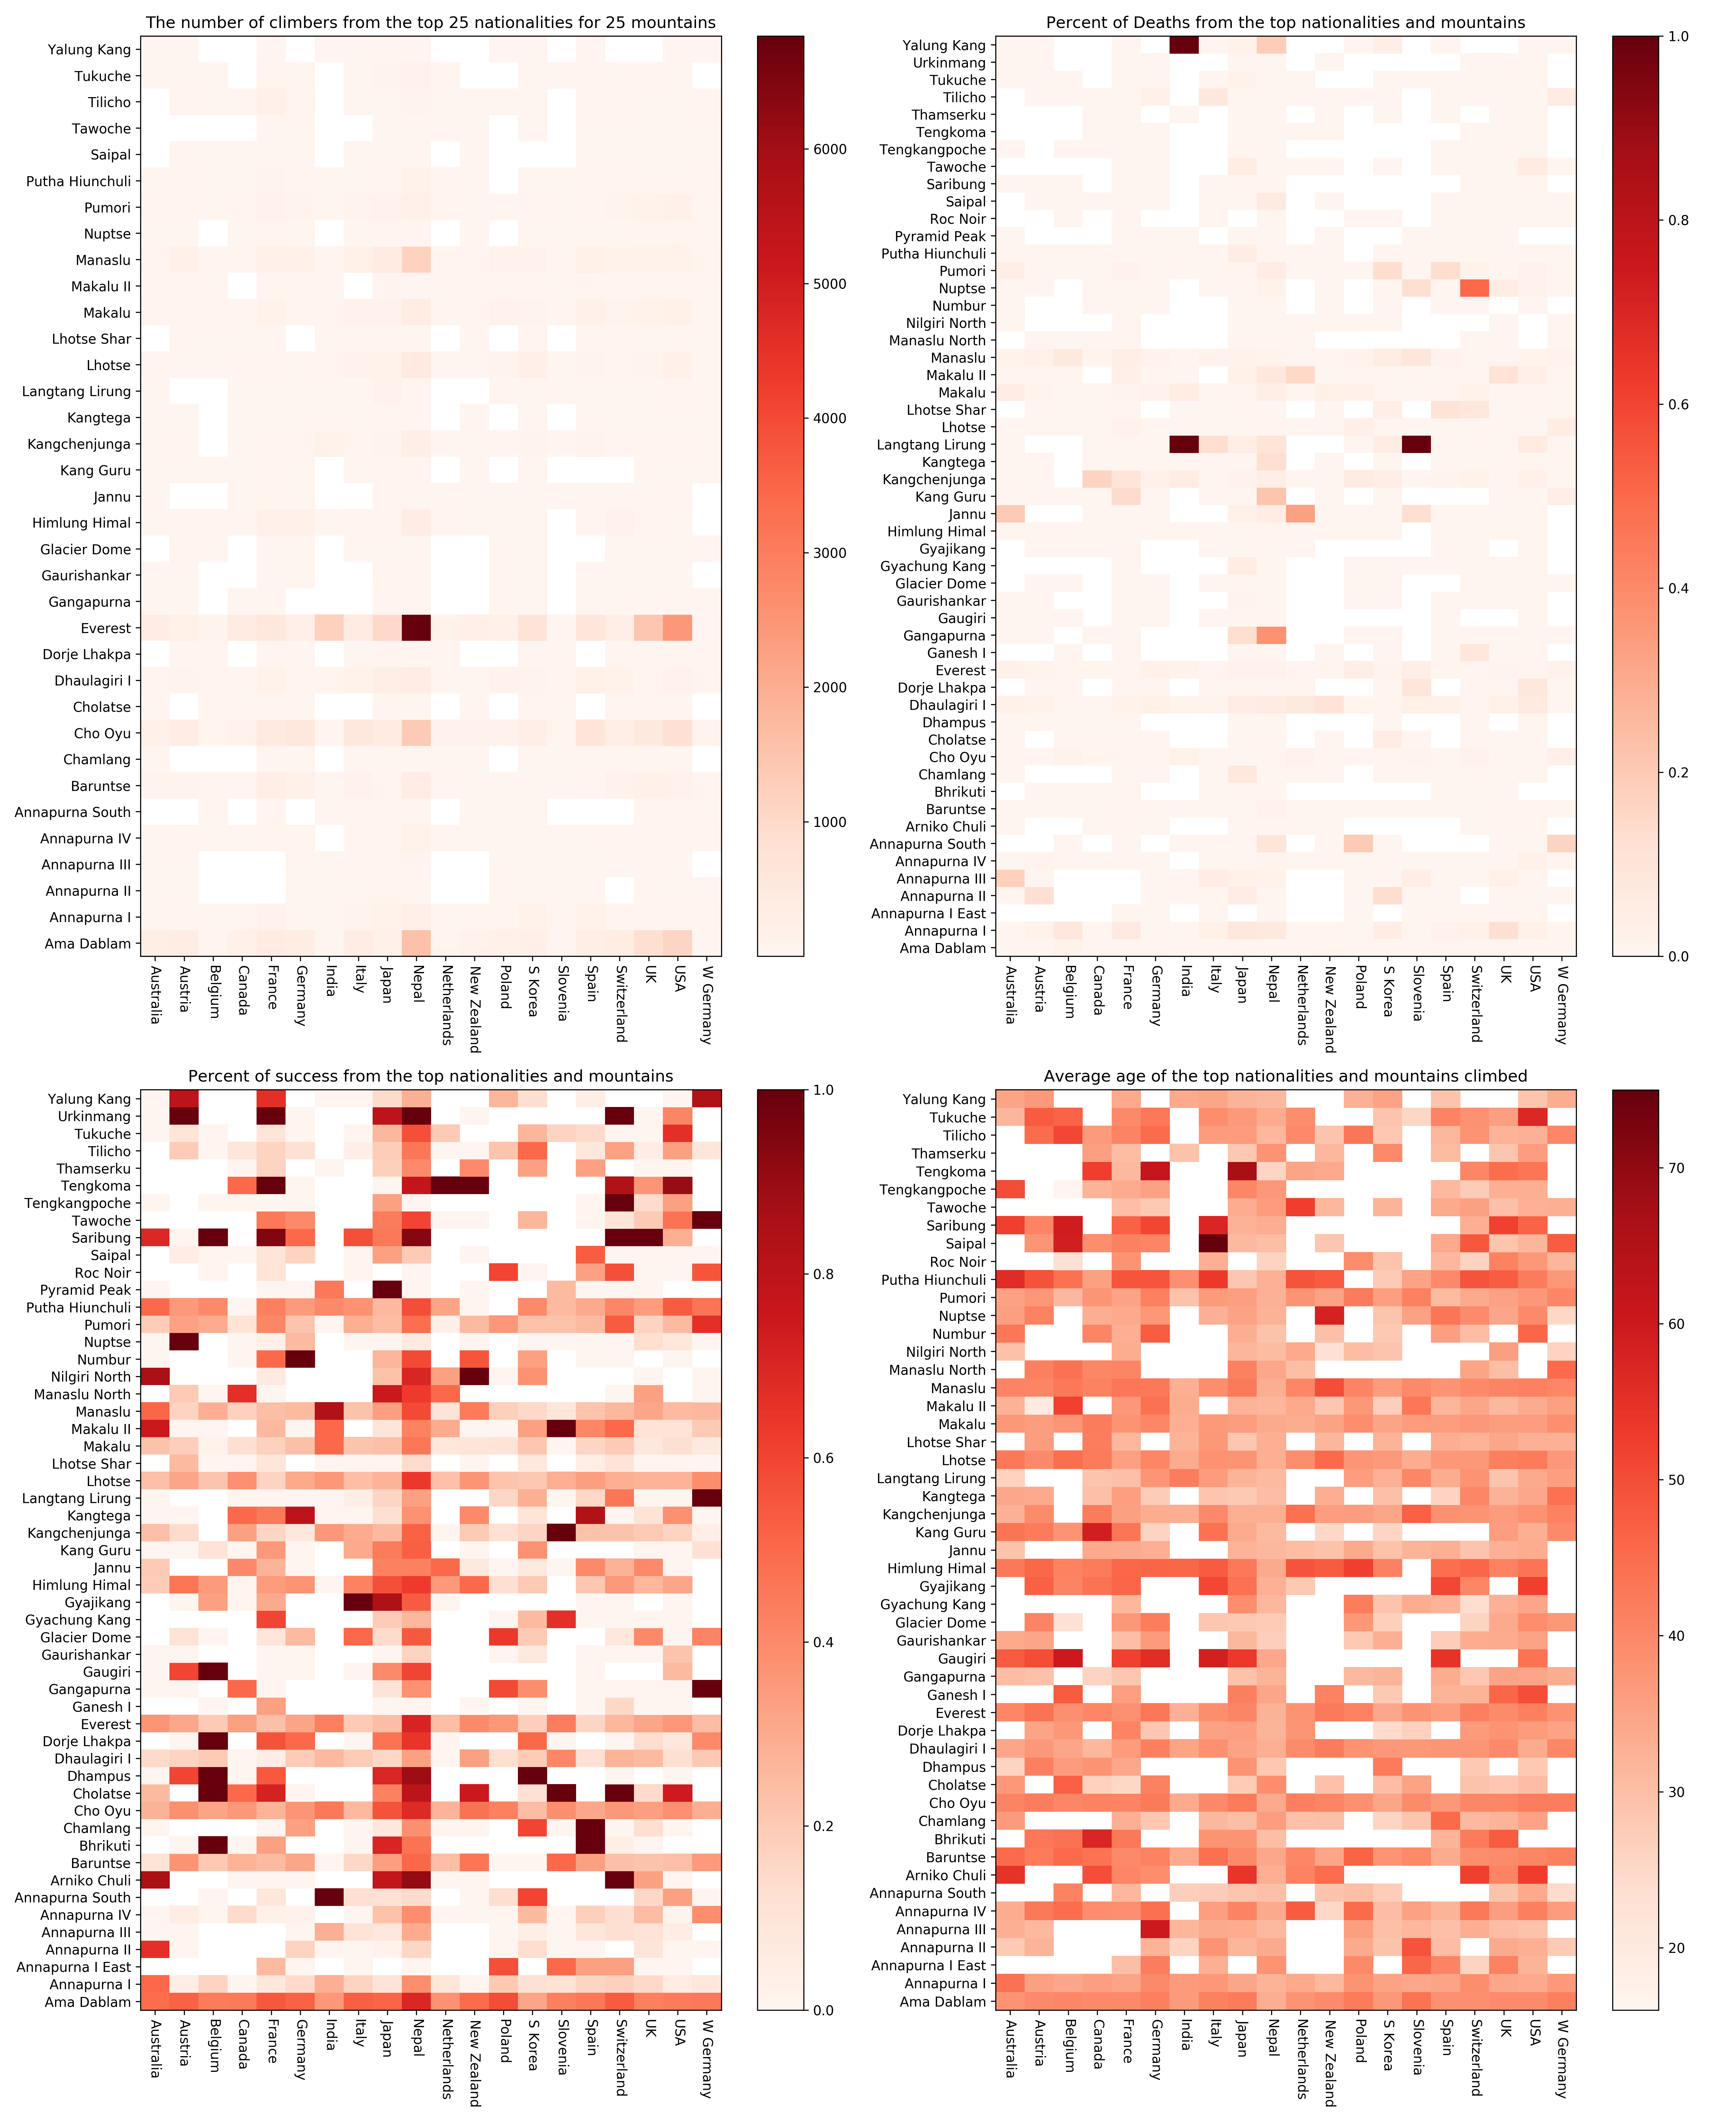 The number of climbers from the top 25 nationalities for 25 mountains
Yalung Kang
Tukuche
Tilicho
Tawoche
Saipal
Putha Hiunchuli
Pumori
Nuptse
Manaslu
Makalu II
Makalu
Lhotse Shar
Lhotse
Langtang Lirung
Kangtega
Kangchenjunga
Kang Guru
Jannu
Himlung Himal
Glacier Dome
Gaurishankar
Gangapurna
Everest
Dorje Lhakpa
Dhaulagiri I
Cholatse
Cho Oyu
Chamlang
Baruntse
Annapurna South
Annapurna IV
Annapurna III
Annapurna II
Annapurna I
Ama Dablam
Australia
Austria
Belgium
Canada
France
Germany
India
Italy
Japan
Nepal
Netherlands
New Zealand
Poland
S Korea
Slovenia
Spain
Switzerland
UK
USA
W Germany
6000
5000
4000
3000
2000
1000
Percent of Deaths from the top nationalities and mountains
Yalung Kang
Urkinmang
Tukuche
Tilicho
Thamserku
Tengkoma
Tengkangpoche
Tawoche
Saribung
Saipal
Roc Noir
Pyramid Peak
Putha Hiunchuli
Pumori
Nuptse
Numbur
Nilgiri North
Manaslu North
Manaslu
Makalu II
Makalu
Lhotse Shar
Lhotse
Langtang Lirung
Kangtega
Kangchenjunga
Kang Guru
Jannu
Himlung Himal
Gyajikang
Gyachung Kang
Glacier Dome
Gaurishankar
Gaugiri
Gangapurna
Ganesh I
Everest
Dorje Lhakpa
Dhaulagiri I
Dhampus
Cholatse
Cho Oyu
Chamlang
Bhrikuti
Baruntse
Arniko Chuli
Annapurna South
Annapurna IV
Annapurna III
Annapurna II
Annapurna I East
Annapurna I
Ama Dablam
Australia
Austria
Belgium
Canada
France
Germany
India
Italy
Japan
Nepal
Netherlands
New Zealand
Poland
S Korea
Slovenia
Spain
Switzerland
UK
USA
W Germany
1.0
0.8
0.6
0.4
0.2
0.0
Percent of success from the top nationalities and mountains
Yalung Kang
Urkinmang
Tukuche
Tilicho
Thamserku
Tengkoma
Tengkangpoche
Tawoche
Saribung
Saipal
Roc Noir
Pyramid Peak
Putha Hiunchuli
Pumori
Nuptse
Numbur
Nilgiri North
Manaslu North
Manaslu
Makalu II
Makalu
Lhotse Shar
Lhotse
Langtang Lirung
Kangtega
Kangchenjunga
Kang Guru
Jannu
Himlung Himal
Gyajikang
Gyachung Kang
Glacier Dome
Gaurishankar
Gaugiri
Gangapurna
Ganesh I
Everest
Dorje Lhakpa
Dhaulagiri I
Dhampus
Cholatse
Cho Oyu
Chamlang
Bhrikuti
Baruntse
Arniko Chuli
Annapurna South
Annapurna IV
Annapurna III
Annapurna II
Annapurna I East
Annapurna I
Ama Dablam
Australia
Austria
Belgium
Canada
France
Germany
India
Italy
Japan
Nepal
Netherlands
New Zealand
Poland
S Korea
Slovenia
Spain
Switzerland
UK
USA
W Germany
1.0
0.8
0.6
0.4
0.2
0.0
Average age of the top nationalities and mountains climbed
Yalung Kang
Tukuche
Tilicho
Thamserku
Tengkoma
Tengkangpoche
Tawoche
Saribung
Saipal
Roc Noir
Putha Hiunchuli
Pumori
Nuptse
Numbur
Nilgiri North
Manaslu North
Manaslu
Makalu II
Makalu
Lhotse Shar
Lhotse
Langtang Lirung
Kangtega
Kangchenjunga
Kang Guru
Jannu
Himlung Himal
Gyajikang
Gyachung Kang
Glacier Dome
Gaurishankar
Gaugiri
Gangapurna
Ganesh I
Everest
Dorje Lhakpa
Dhaulagiri I
Dhampus
Cholatse
Cho Oyu
Chamlang
Bhrikuti
Baruntse
Arniko Chuli
Annapurna South
Annapurna IV
Annapurna III
Annapurna II
Annapurna I East
Annapurna I
Ama Dablam
Australia
Austria
Belgium
Canada
France
Germany
India
Italy
Japan
Nepal
Netherlands
New Zealand
Poland
S Korea
Slovenia
Spain
Switzerland
UK
USA
W Germany
70
60
50
40
30
20